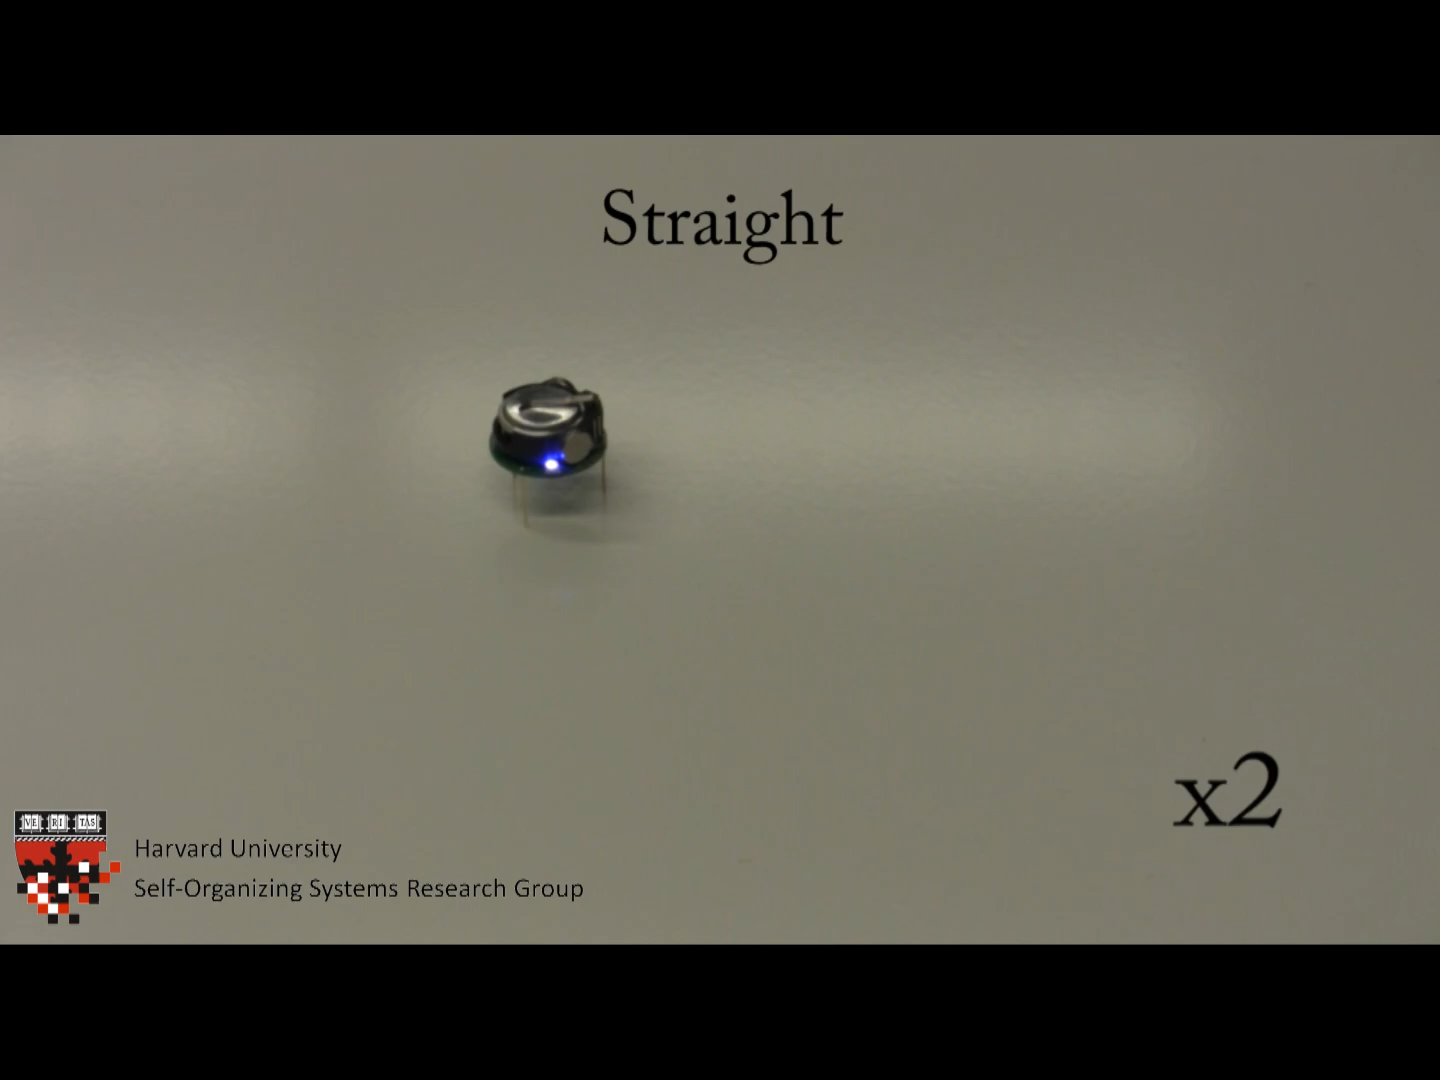 Straight
x2
VE RI TAS
Harvard University
Self-Organizing Systems Research Group